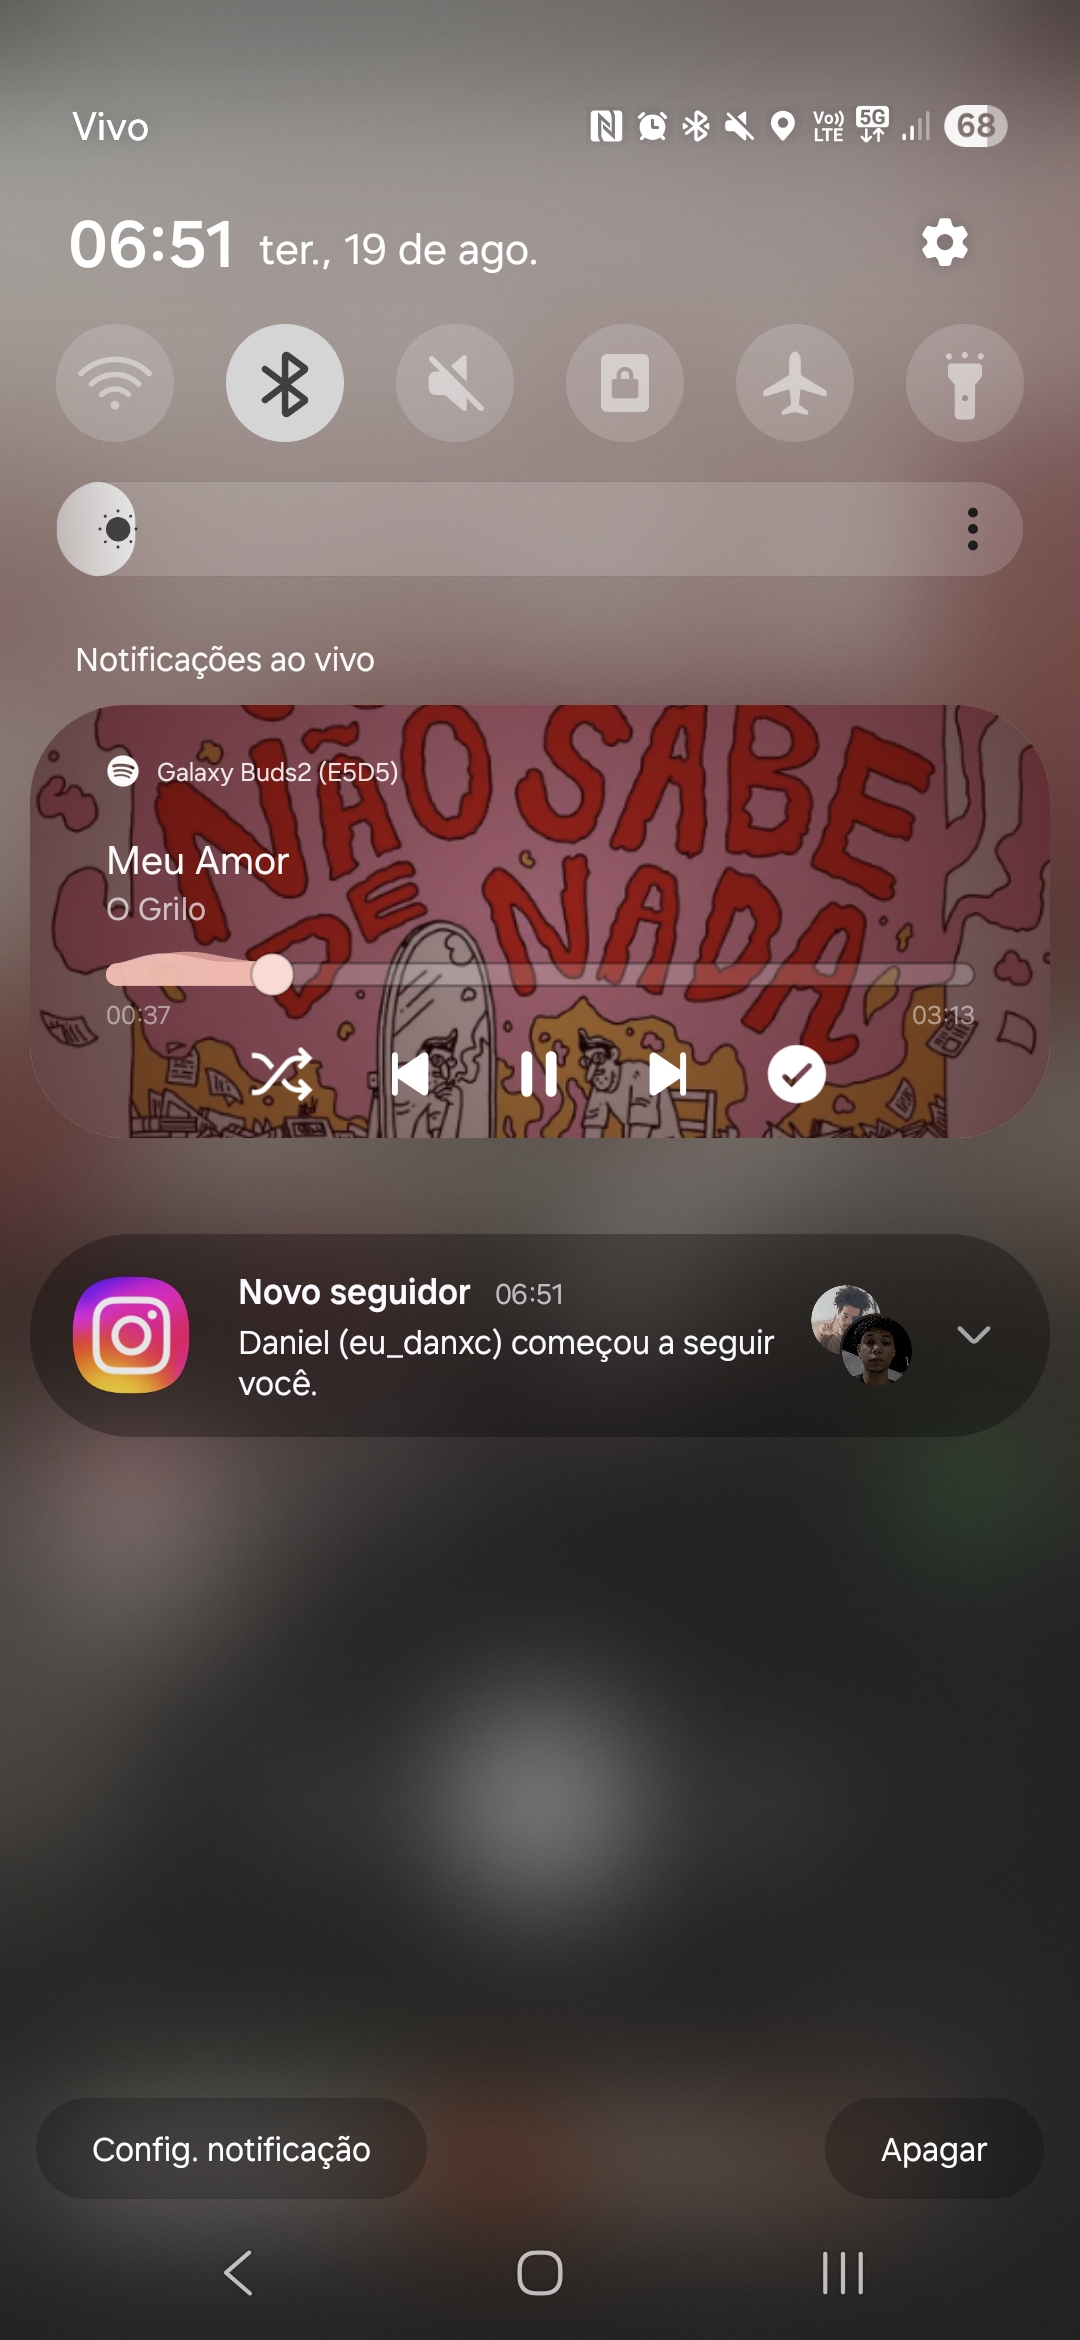 Vivo
Vo))
LTE
5G
68
06:51 ter., 19 de ago.
Notificações ao vivo
NÃO SABE
DE NADA
Galaxy Buds2 (E5D5)
Meu Amor
O Grilo
00:37
03:13
Novo seguidor 06:51
Daniel (eu_danxc) começou a seguir
você.
Config. notificação
Apagar